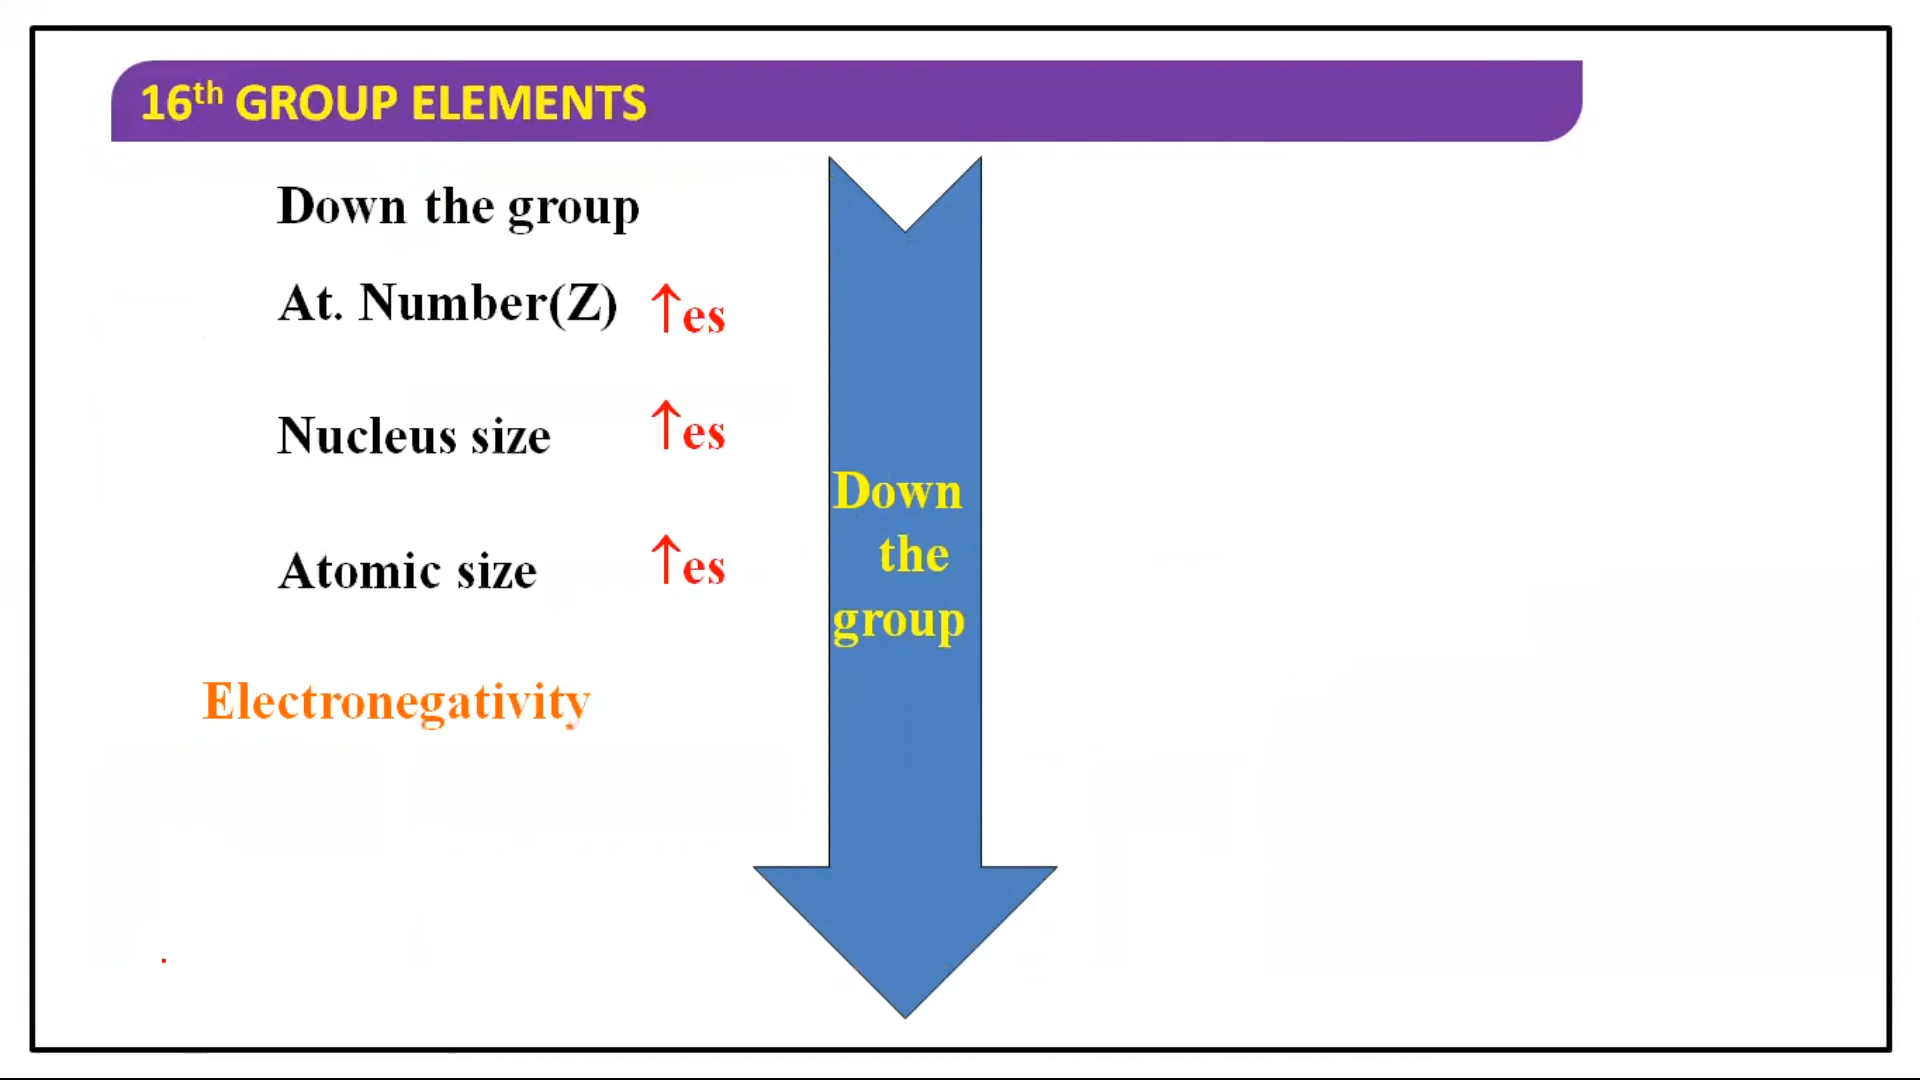 16th GROUP ELEMENTS
Down the group
At. Number(Z) ↑es
Nucleus size ↑es
Atomic size ↑es
Electronegativity
Down
the
group